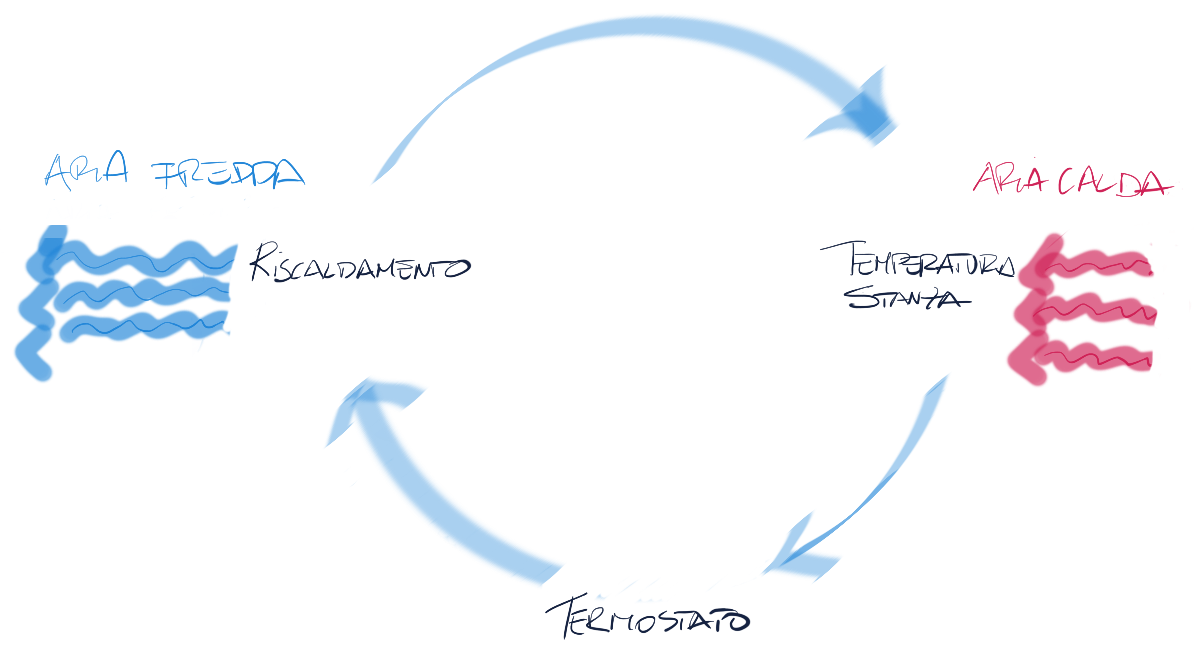 ARIA FREDDA
ARIA CALDA
RISCALDAMENTO
TEMPERATURA
STANZA
TERMOSTATO